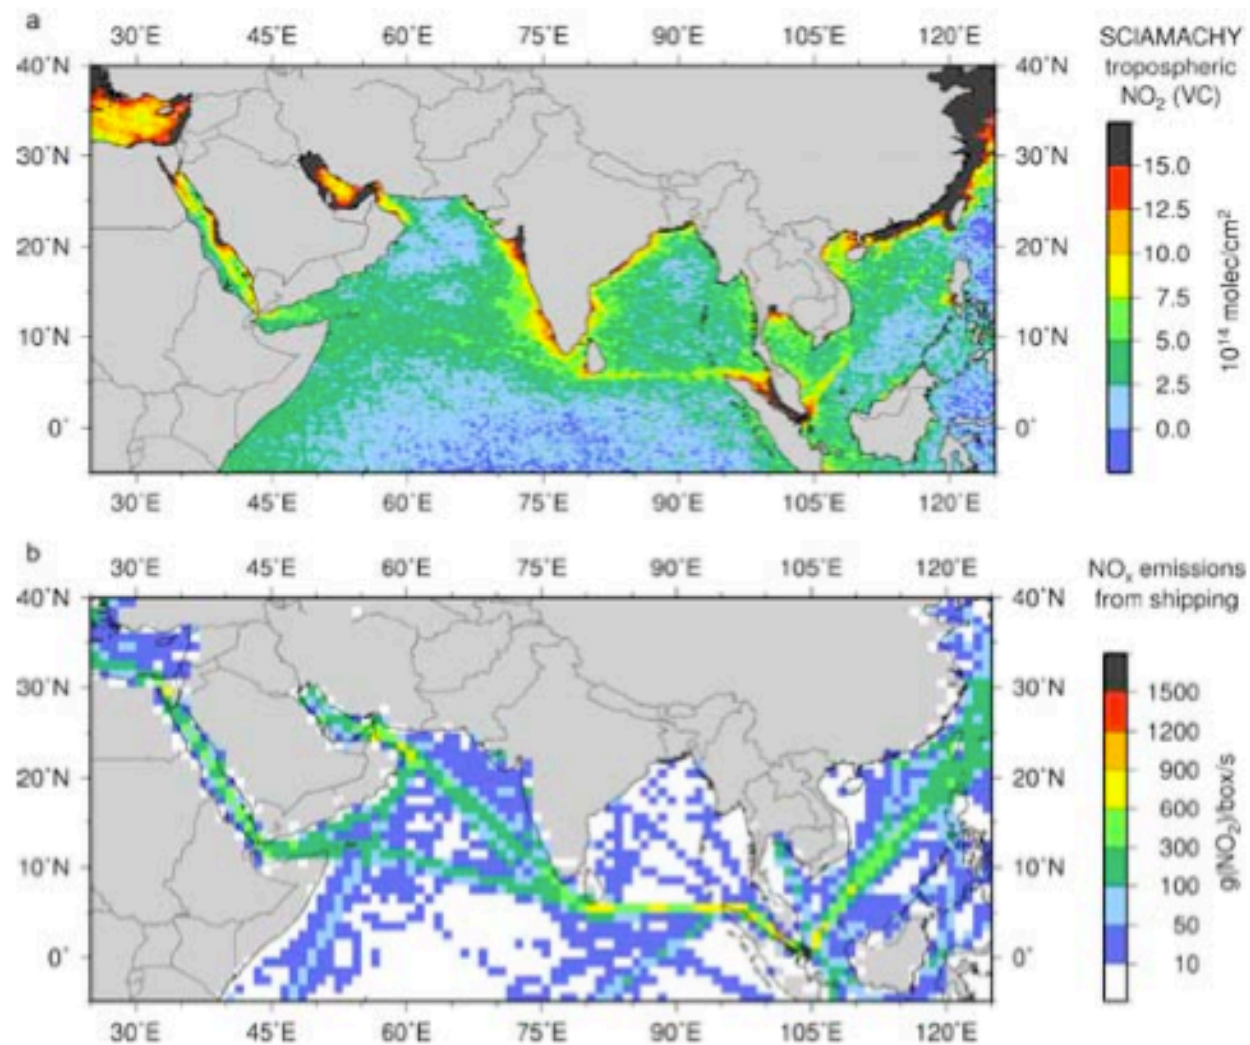 a
30°E 45°E 60°E 75°E 90°E 105°E 120°E
SCIAMACHY
tropospheric
NO₂ (VC)
40°N 40°N
30°N 30°N
20°N 20°N
10°N 10°N
0° 0°
15.0
12.5
10.0
7.5
5.0
2.5
0.0
10¹⁴ molec/cm²
30°E 45°E 60°E 75°E 90°E 105°E 120°E
b
30°E 45°E 60°E 75°E 90°E 105°E 120°E
NOₓ emissions
from shipping
40°N 40°N
30°N 30°N
20°N 20°N
10°N 10°N
0° 0°
1500
1200
900
600
300
100
50
10
g(NO₂)/box/s
30°E 45°E 60°E 75°E 90°E 105°E 120°E